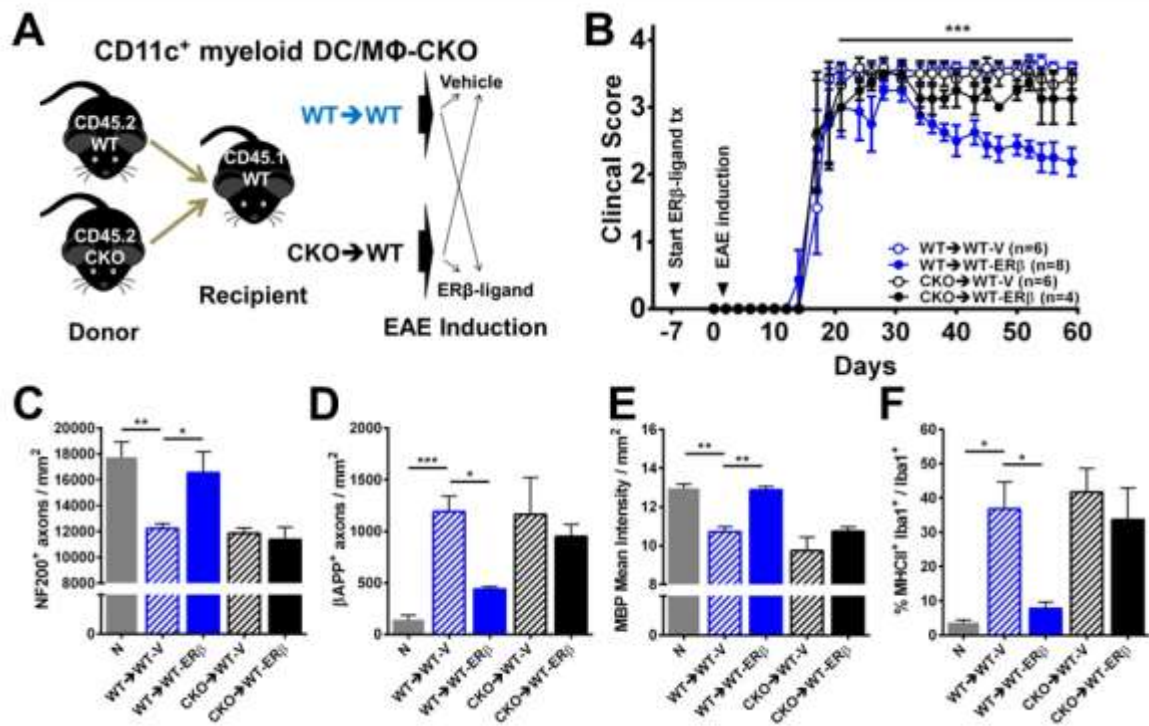 A
CD11c⁺ myeloid DC/MΦ-CKO
CD45.2
WT
CD45.1
WT
CD45.2
CKO
Donor
Recipient
WT→WT
CKO→WT
Vehicle
ERβ-ligand
EAE Induction
B
Clincal Score
4
3
2
1
0
***
Start ERβ-ligand tx
EAE induction
WT→WT-V (n=6)
WT→WT-ERβ (n=8)
CKO→WT-V (n=6)
CKO→WT-ERβ (n=4)
-7 0 10 20 30 40 50 60
Days
C
NF200⁺ axons / mm²
20000
18000
16000
14000
12000
10000
8000
0
** *
N WT→WT-V WT→WT-ERβ CKO→WT-V CKO→WT-ERβ
D
βAPP⁺ axons / mm²
2000
1500
1000
500
0
*** *
N WT→WT-V WT→WT-ERβ CKO→WT-V CKO→WT-ERβ
E
MBP Mean Intensity / mm²
16
14
12
10
8
0
** **
N WT→WT-V WT→WT-ERβ CKO→WT-V CKO→WT-ERβ
F
% MHCII⁺ Iba1⁺ / Iba1⁺
60
50
40
30
20
10
0
* *
N WT→WT-V WT→WT-ERβ CKO→WT-V CKO→WT-ERβ